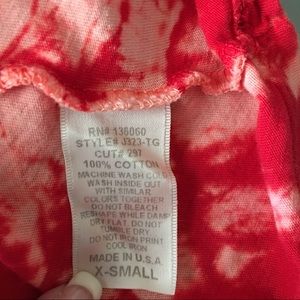 RN# 136060
STYLE# J323-TG
CUT# 297
100% COTTON
MACHINE WASH COLD
WASH INSIDE OUT
WITH SIMILAR
COLORS TOGETHER
DO NOT BLEACH
RESHAPE WHILE DAMP
DRY FLAT. DO NOT
TUMBLE DRY
DO NOT IRON PRINT
COOL IRON
MADE IN U.S.A.
X-SMALL